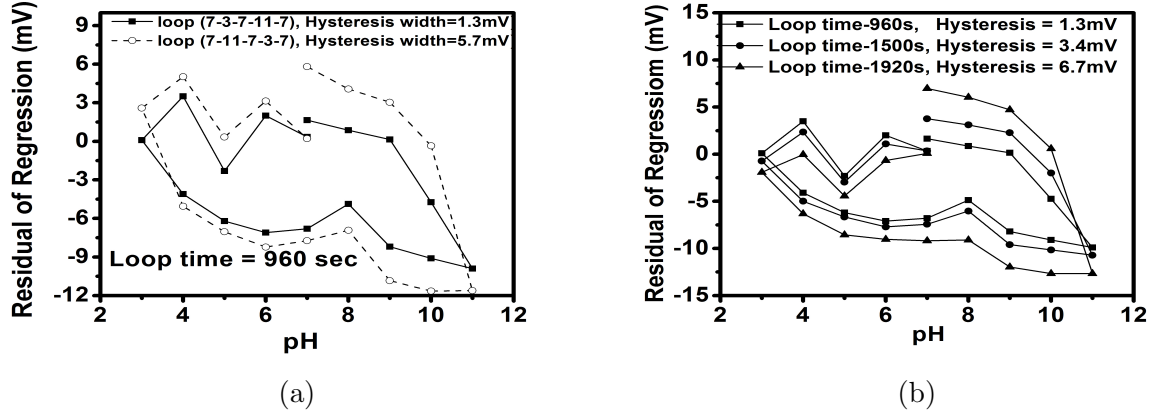 loop (7-3-7-11-7), Hysteresis width=1.3mV
loop (7-11-7-3-7), Hysteresis width=5.7mV
Residual of Regression (mV)
9
6
3
0
-3
-6
-9
-12
Loop time = 960 sec
2 4 6 8 10 12
pH
(a)
Loop time-960s, Hysteresis = 1.3mV
Loop time-1500s, Hysteresis = 3.4mV
Loop time-1920s, Hysteresis = 6.7mV
Residual of Regressiom (mV)
15
10
5
0
-5
-10
-15
2 4 6 8 10 12
pH
(b)